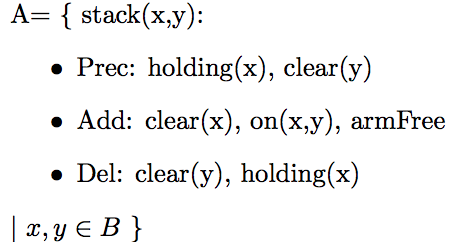 A= { stack(x,y):
• Prec: holding(x), clear(y)
• Add: clear(x), on(x,y), armFree
• Del: clear(y), holding(x)
| x, y ∈ B }